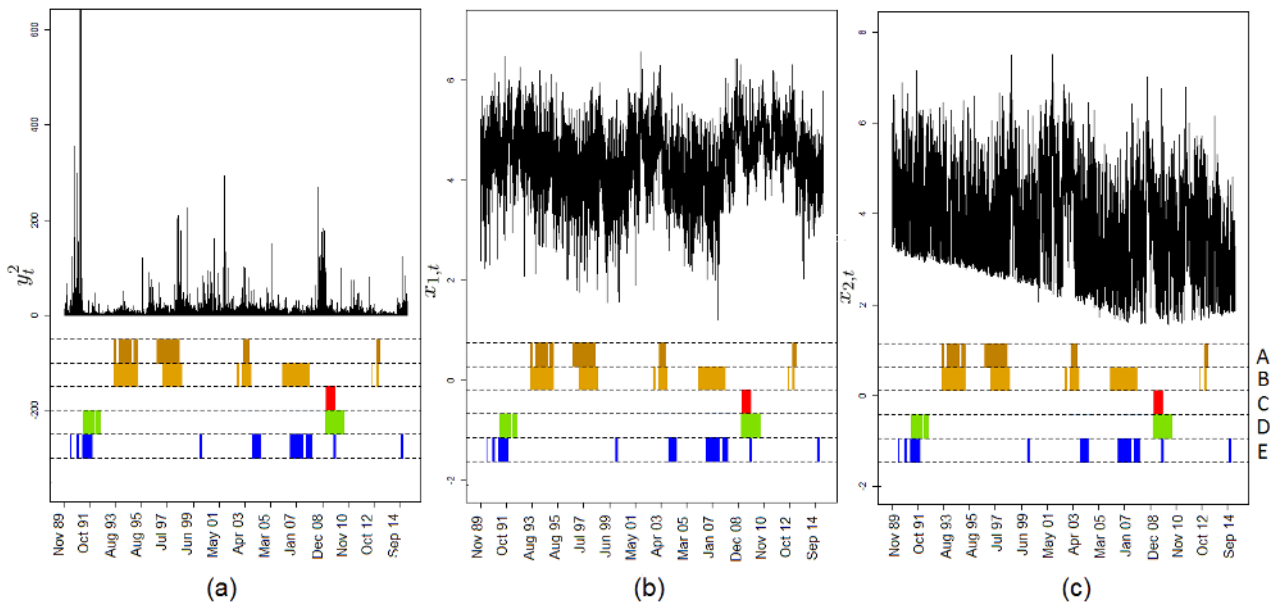 600
400
200
0
-200
y_t^2
Nov 89
Oct 91
Aug 93
Aug 95
Jul 97
Jun 99
May 01
Apr 03
Mar 05
Jan 07
Dec 08
Nov 10
Oct 12
Sep 14
(a)
6
4
2
0
-2
x_{1,t}
Nov 89
Oct 91
Aug 93
Aug 95
Jul 97
Jun 99
May 01
Apr 03
Mar 05
Jan 07
Dec 08
Nov 10
Oct 12
Sep 14
(b)
8
6
4
2
0
-2
x_{2,t}
A
B
C
D
E
Nov 89
Oct 91
Aug 93
Aug 95
Jul 97
Jun 99
May 01
Apr 03
Mar 05
Jan 07
Dec 08
Nov 10
Oct 12
Sep 14
(c)